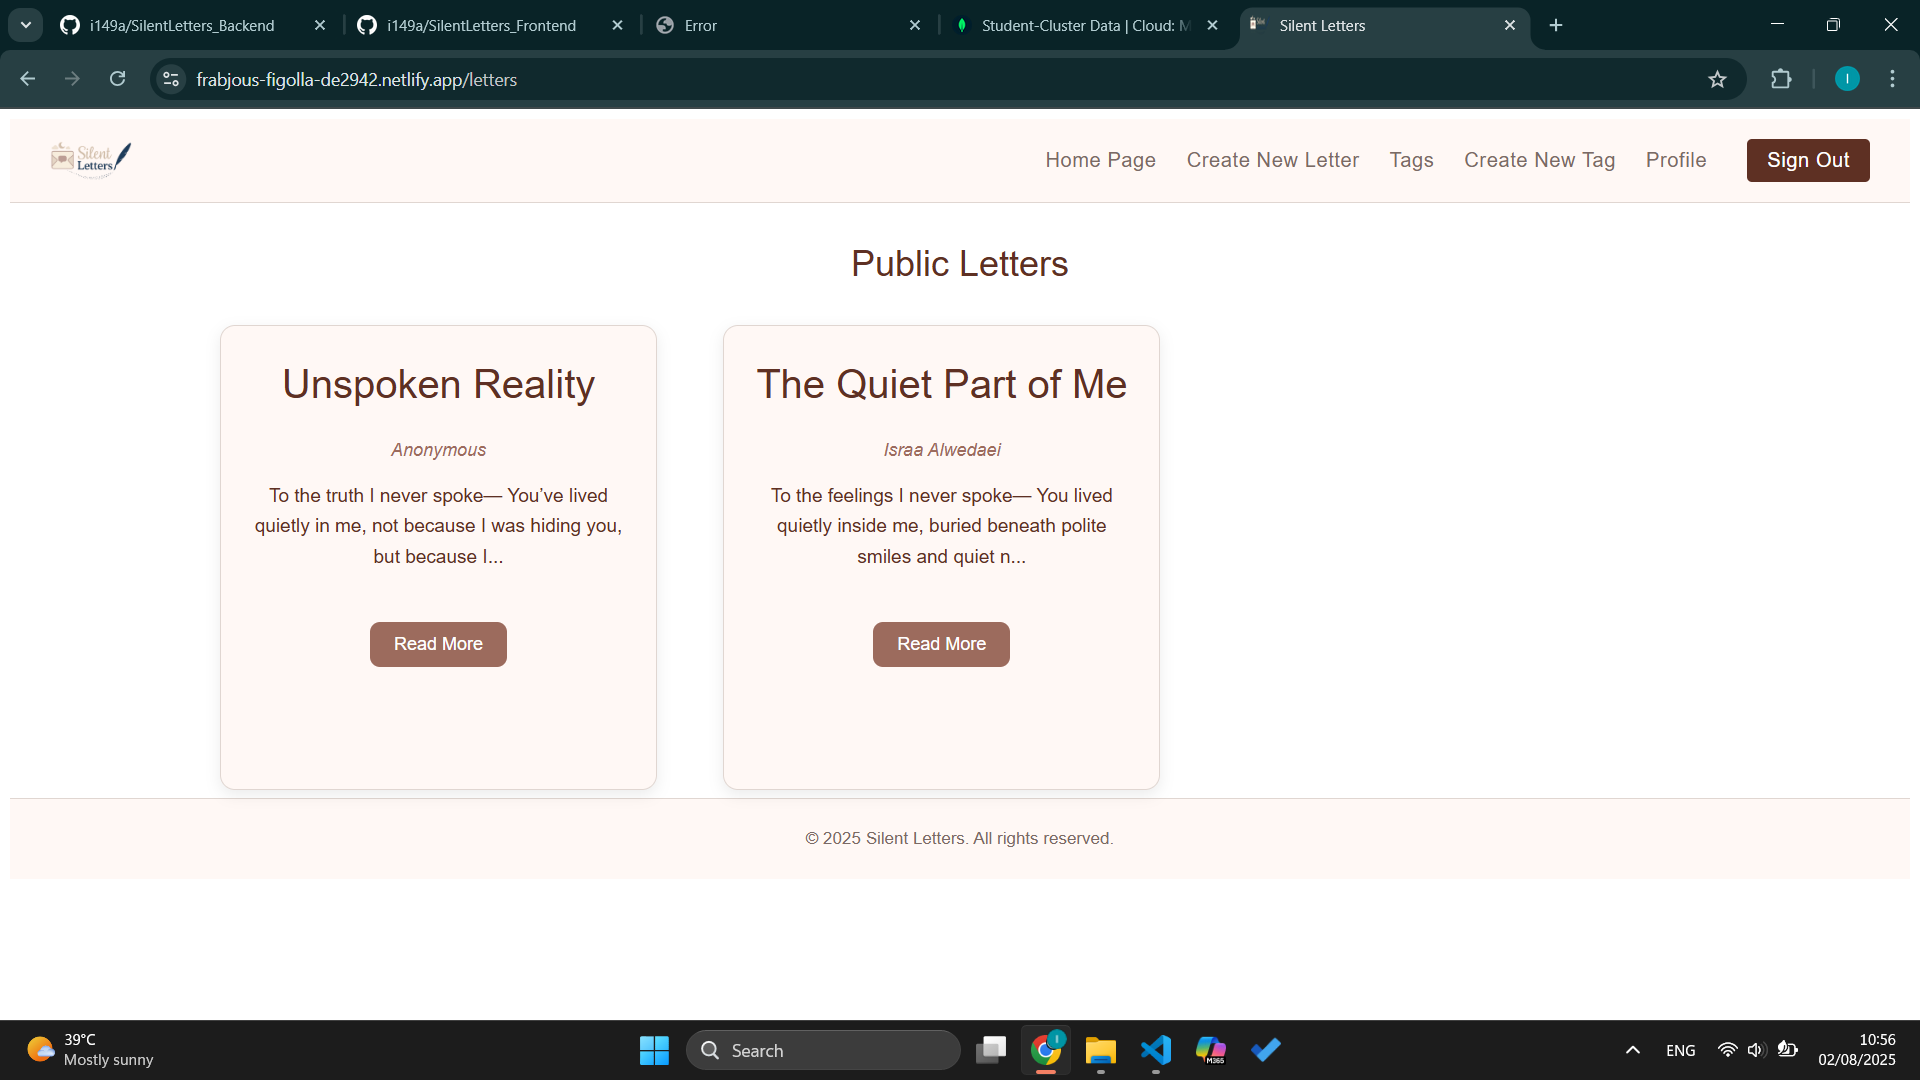 i149a/SilentLetters_Backend
i149a/SilentLetters_Frontend
Error
Student-Cluster Data | Cloud: M
Silent Letters
frabjous-figolla-de2942.netlify.app/letters
I
Silent
Letters
Home Page
Create New Letter
Tags
Create New Tag
Profile
Sign Out
Public Letters
Unspoken Reality
Anonymous
To the truth I never spoke— You’ve lived
quietly in me, not because I was hiding you,
but because I...
Read More
The Quiet Part of Me
Israa Alwedaei
To the feelings I never spoke— You lived
quietly inside me, buried beneath polite
smiles and quiet n...
Read More
© 2025 Silent Letters. All rights reserved.
39°C
Mostly sunny
Search
I
M365
ENG
10:56
02/08/2025